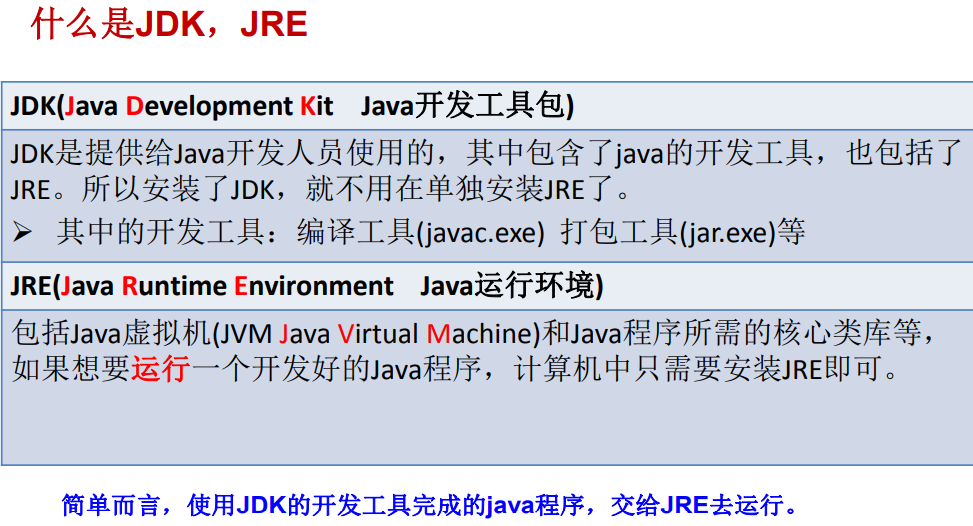 什么是JDK，JRE
JDK(Java Development Kit Java开发工具包)
JDK是提供给Java开发人员使用的，其中包含了java的开发工具，也包括了
JRE。所以安装了JDK，就不用在单独安装JRE了。
➢ 其中的开发工具：编译工具(javac.exe) 打包工具(jar.exe)等
JRE(Java Runtime Environment Java运行环境)
包括Java虚拟机(JVM Java Virtual Machine)和Java程序所需的核心类库等，
如果想要运行一个开发好的Java程序，计算机中只需要安装JRE即可。
简单而言，使用JDK的开发工具完成的java程序，交给JRE去运行。